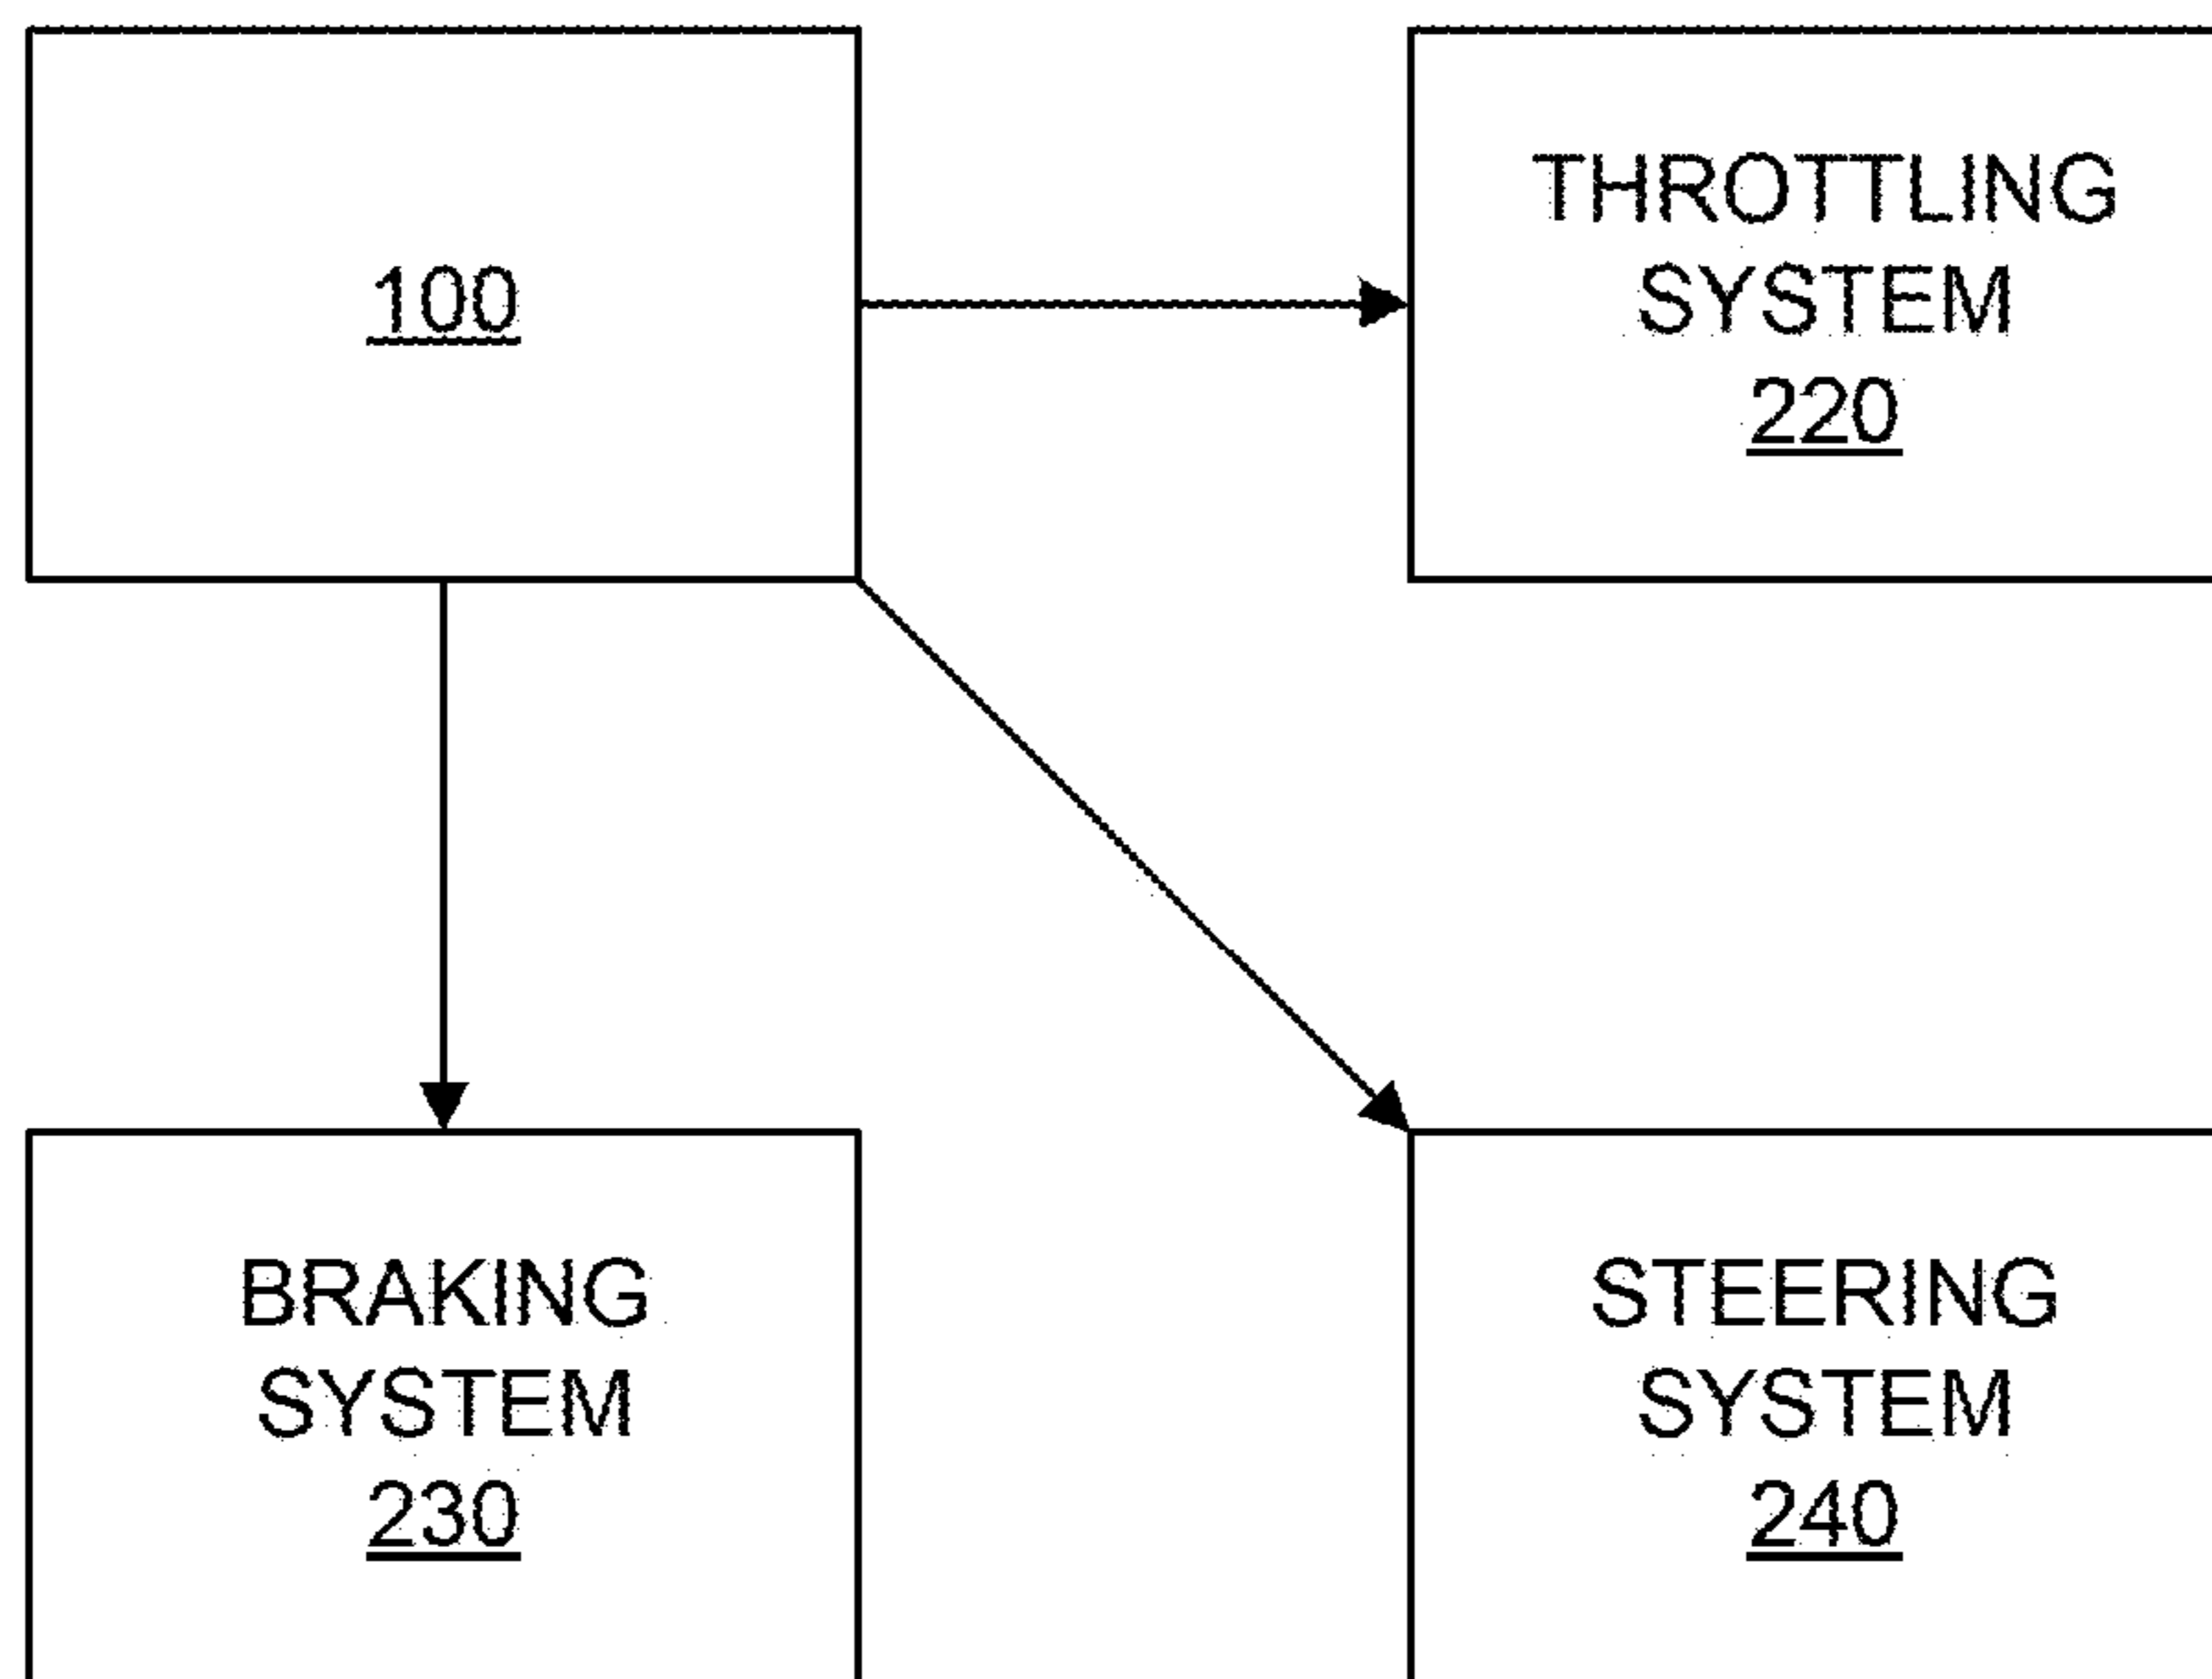 100
THROTTLING
SYSTEM
220
BRAKING
SYSTEM
230
STEERING
SYSTEM
240